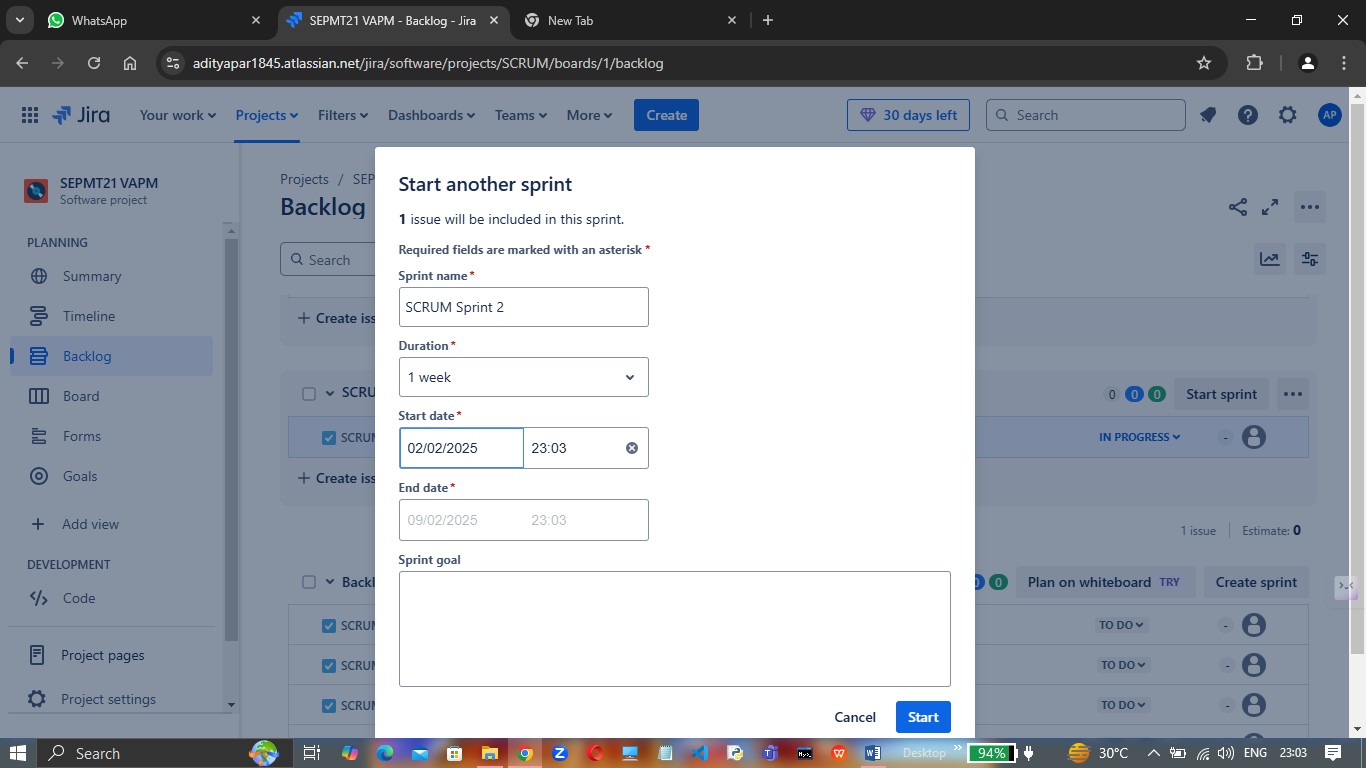 WhatsApp
SEPMT21 VAPM - Backlog - Jira
New Tab
adityapar1845.atlassian.net/jira/software/projects/SCRUM/boards/1/backlog
Jira
Your work
Projects
Filters
Dashboards
Teams
More
Create
30 days left
Search
AP
SEPMT21 VAPM
Software project
PLANNING
Summary
Timeline
Backlog
Board
Forms
Goals
Add view
DEVELOPMENT
Code
Project pages
Project settings
Projects / SEP
Backlog
Search
Create iss
SCRU
0 0 0
Start sprint
SCRUM
IN PROGRESS
-
Create iss
1 issue
Estimate: 0
Backl
0 0
Plan on whiteboard TRY
Create sprint
SCRUM
TO DO
-
SCRUM
TO DO
-
SCRUM
TO DO
-
Start another sprint
1 issue will be included in this sprint.
Required fields are marked with an asterisk *
Sprint name *
SCRUM Sprint 2
Duration *
1 week
Start date *
02/02/2025 23:03
End date *
09/02/2025 23:03
Sprint goal
Cancel
Start
Search
Desktop
94%
30°C
ENG
23:03